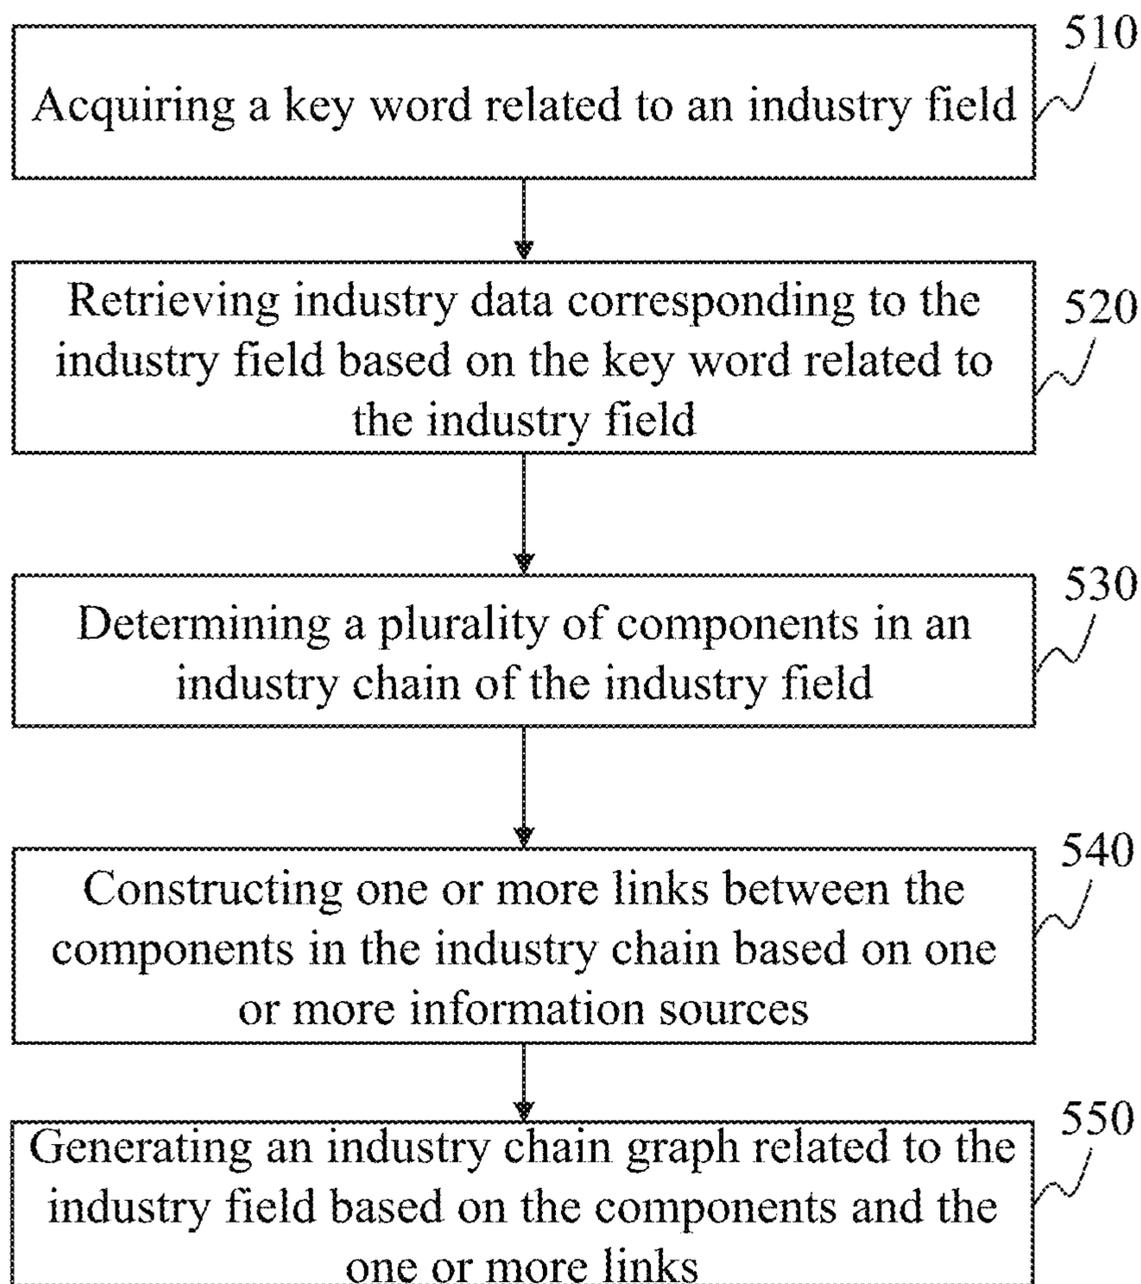 510
Acquiring a key word related to an industry field
520
Retrieving industry data corresponding to the
industry field based on the key word related to
the industry field
530
Determining a plurality of components in an
industry chain of the industry field
540
Constructing one or more links between the
components in the industry chain based on one
or more information sources
550
Generating an industry chain graph related to the
industry field based on the components and the
one or more links